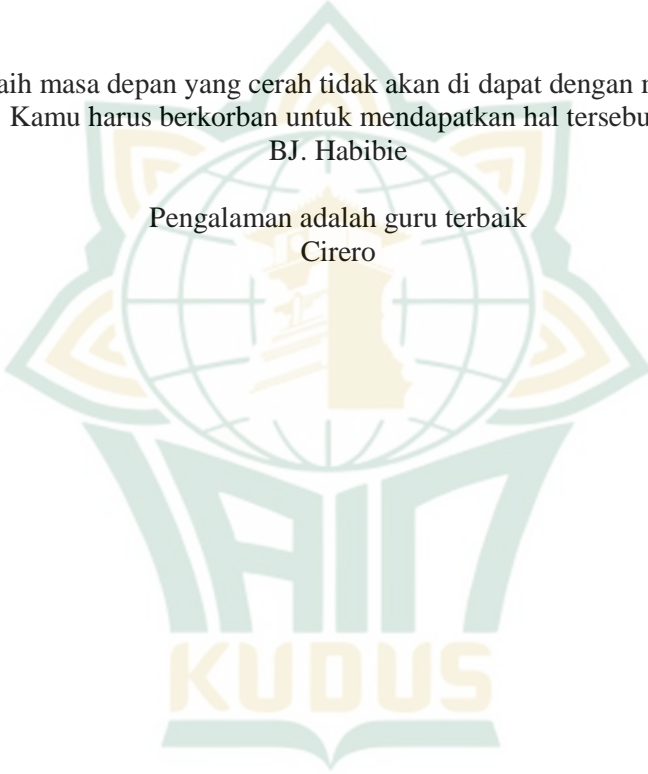 masa depan yang cerah tidak akan di dapat dengan
Kamu harus berkorban untuk mendapatkan hal
BJ. Habibie
Pengalaman adalah guru terbaik
Cirero
IAIN
KUDUS